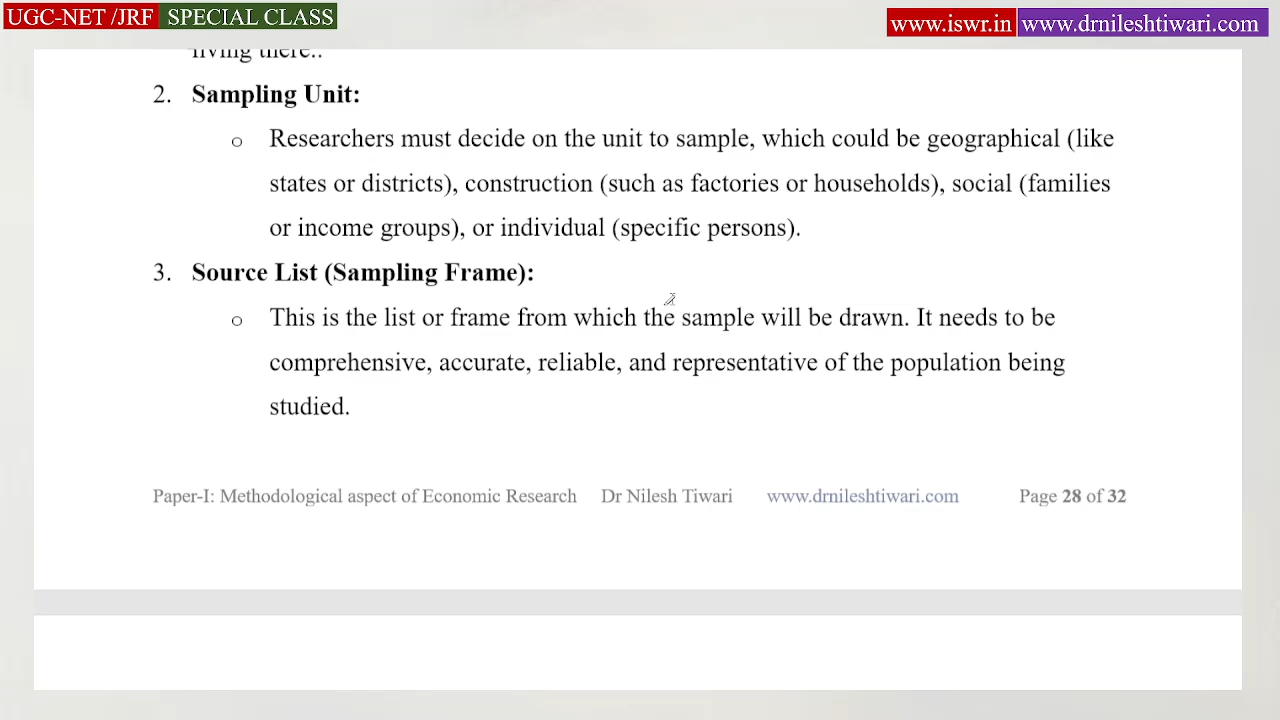 UGC-NET /JRF SPECIAL CLASS
www.iswr.in www.drnileshtiwari.com
living there..
2. Sampling Unit:
o Researchers must decide on the unit to sample, which could be geographical (like
states or districts), construction (such as factories or households), social (families
or income groups), or individual (specific persons).
3. Source List (Sampling Frame):
o This is the list or frame from which the sample will be drawn. It needs to be
comprehensive, accurate, reliable, and representative of the population being
studied.
Paper-I: Methodological aspect of Economic Research Dr Nilesh Tiwari www.drnileshtiwari.com Page 28 of 32